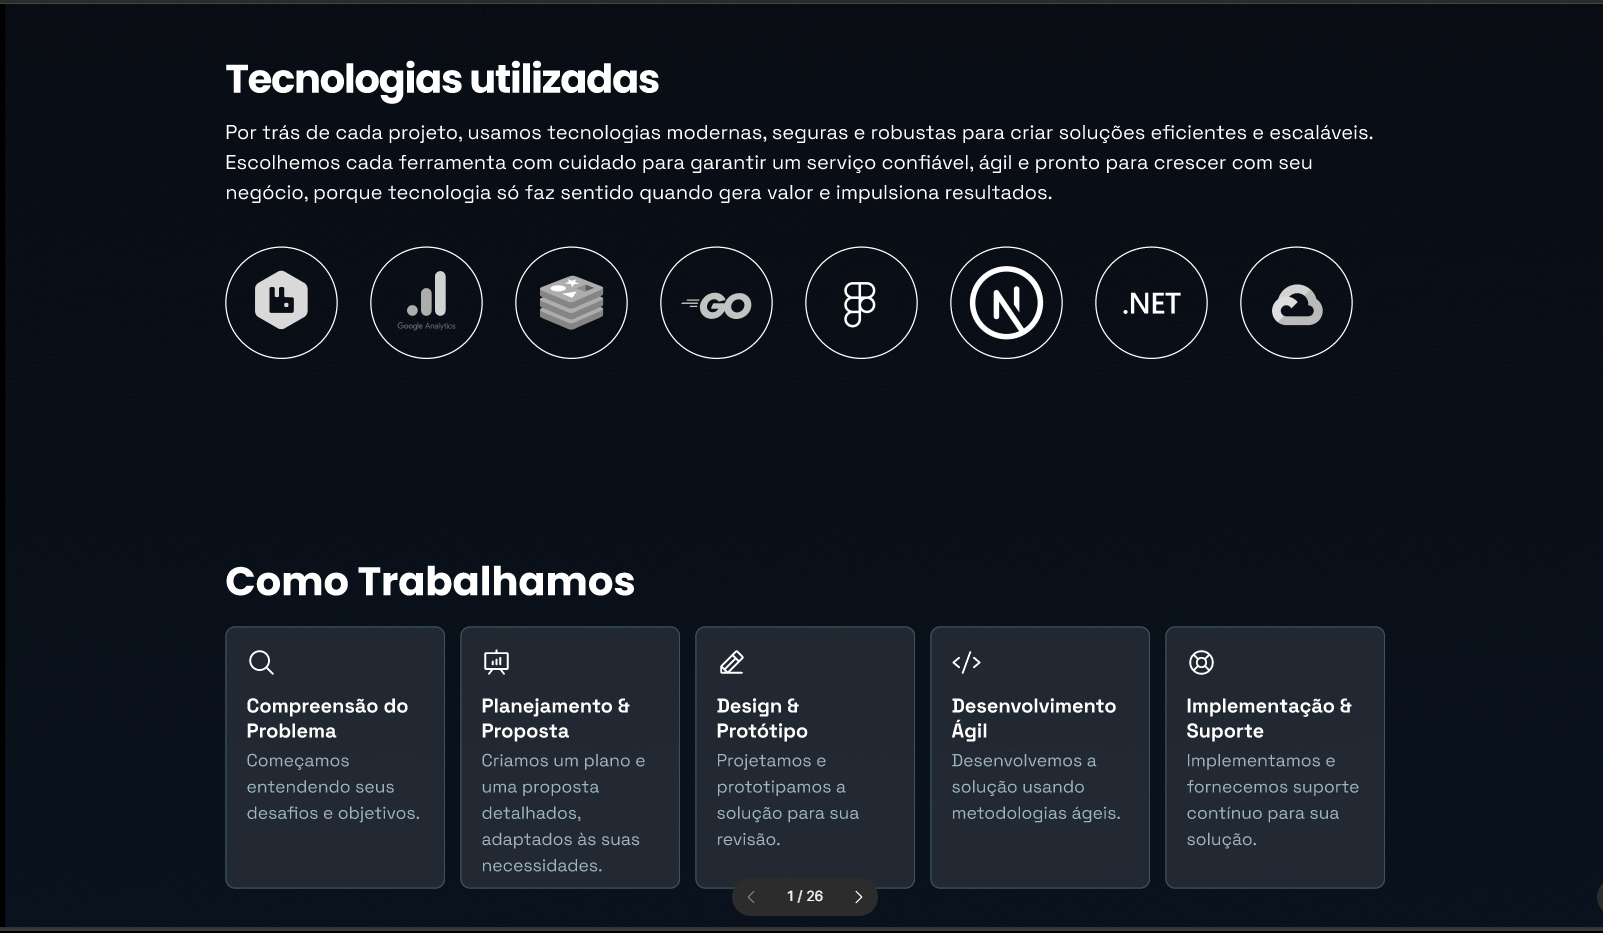 Tecnologias utilizadas
Por trás de cada projeto, usamos tecnologias modernas, seguras e robustas para criar soluções eficientes e escaláveis.
Escolhemos cada ferramenta com cuidado para garantir um serviço confiável, ágil e pronto para crescer com seu
negócio, porque tecnologia só faz sentido quando gera valor e impulsiona resultados.
Google Analytics
GO
N
.NET
Como Trabalhamos
Compreensão do
Problema
Começamos
entendendo seus
desafios e objetivos.
Planejamento &
Proposta
Criamos um plano e
uma proposta
detalhados,
adaptados às suas
necessidades.
Design &
Protótipo
Projetamos e
prototipamos a
solução para sua
revisão.
</>
Desenvolvimento
Ágil
Desenvolvemos a
solução usando
metodologias ágeis.
Implementação &
Suporte
Implementamos e
fornecemos suporte
contínuo para sua
solução.
1 / 26